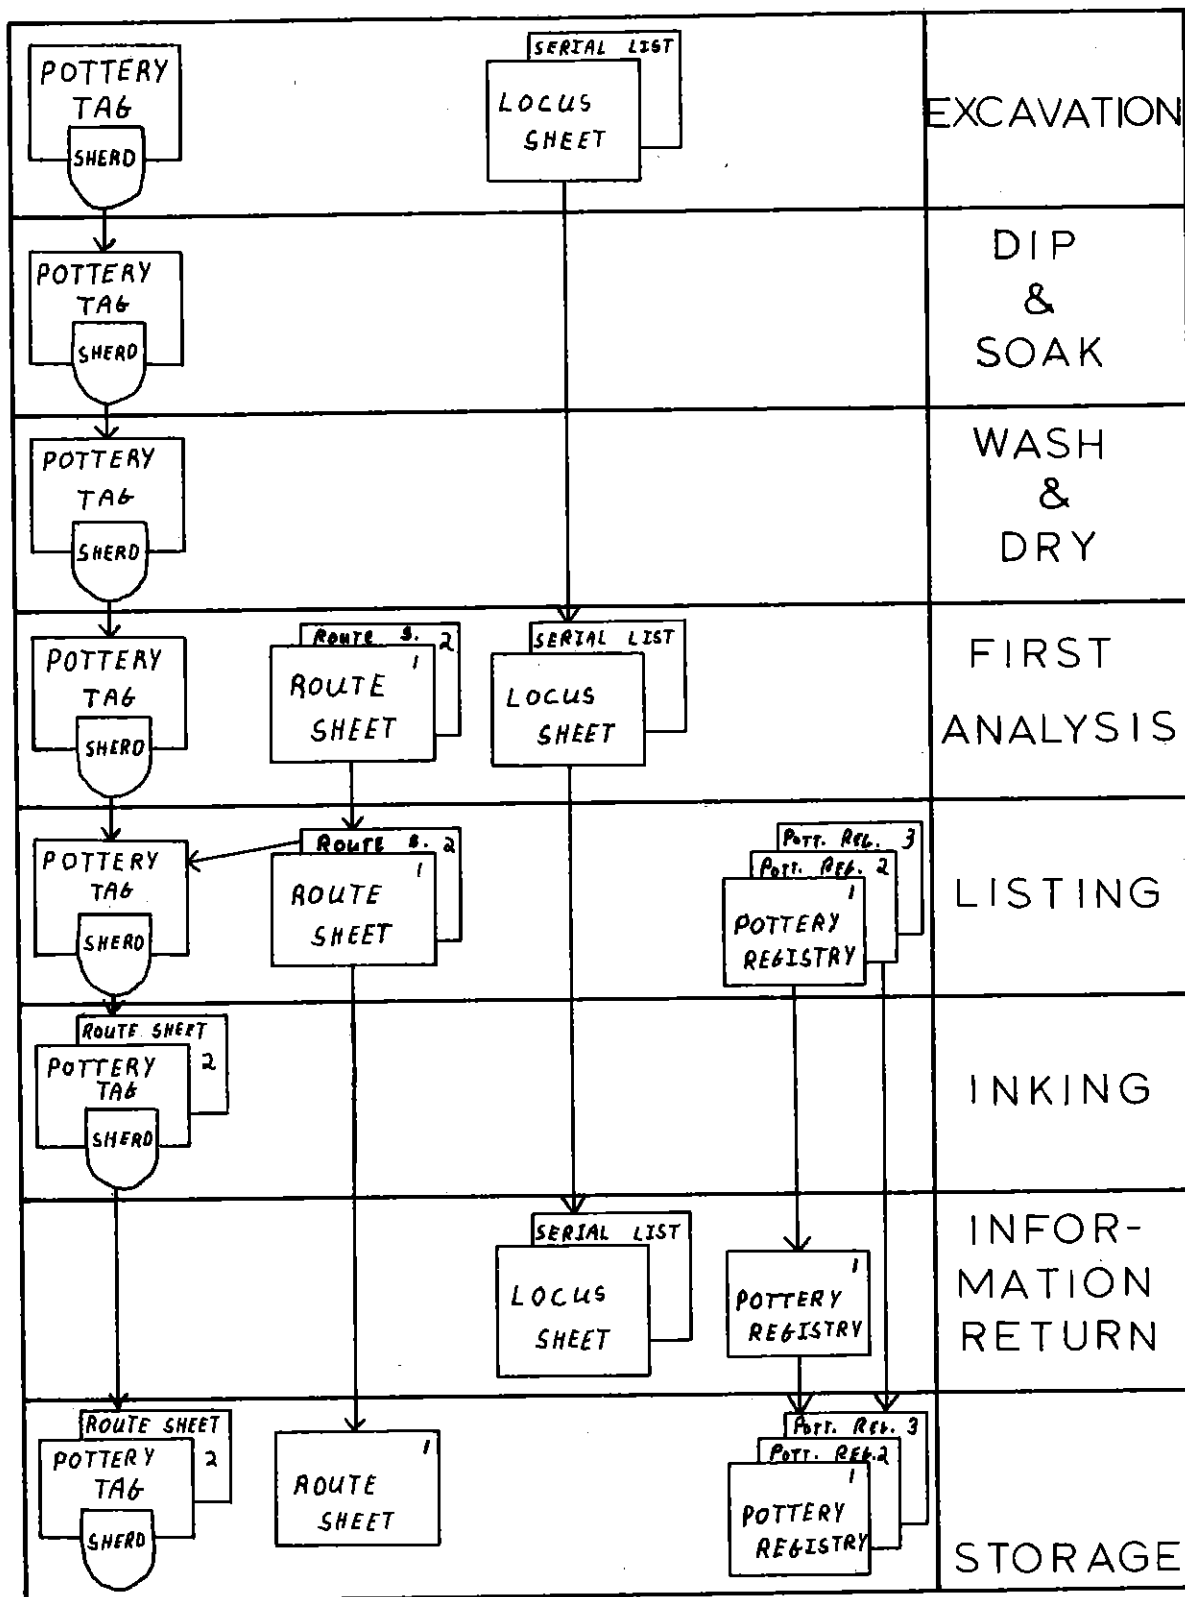 POTTERY
TAG
SHERD
SERIAL LIST
LOCUS
SHEET
EXCAVATION
POTTERY
TAG
SHERD
DIP
&
SOAK
POTTERY
TAG
SHERD
WASH
&
DRY
POTTERY
TAG
SHERD
ROUTE S. 2
1
ROUTE
SHEET
SERIAL LIST
LOCUS
SHEET
FIRST
ANALYSIS
POTTERY
TAG
SHERD
ROUTE S. 2
1
ROUTE
SHEET
POTT. REG. 3
POTT. REG. 2
1
POTTERY
REGISTRY
LISTING
ROUTE SHEET
2
POTTERY
TAG
SHERD
INKING
SERIAL LIST
LOCUS
SHEET
1
POTTERY
REGISTRY
INFOR-
MATION
RETURN
ROUTE SHEET
2
POTTERY
TAG
SHERD
1
ROUTE
SHEET
POTT. REG. 3
POTT. REG. 2
1
POTTERY
REGISTRY
STORAGE